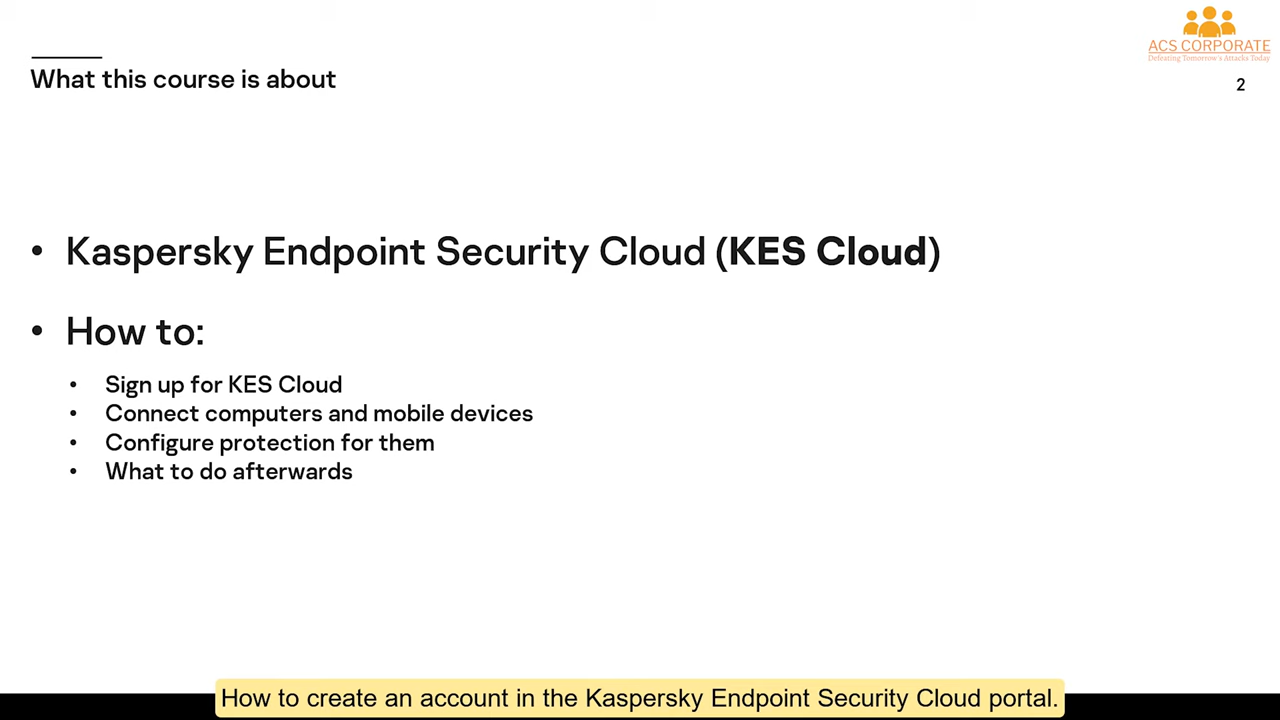 ACS CORPORATE
Defeating Tomorrow's Attacks Today
What this course is about
2
• Kaspersky Endpoint Security Cloud (KES Cloud)
• How to:
• Sign up for KES Cloud
• Connect computers and mobile devices
• Configure protection for them
• What to do afterwards
How to create an account in the Kaspersky Endpoint Security Cloud portal.